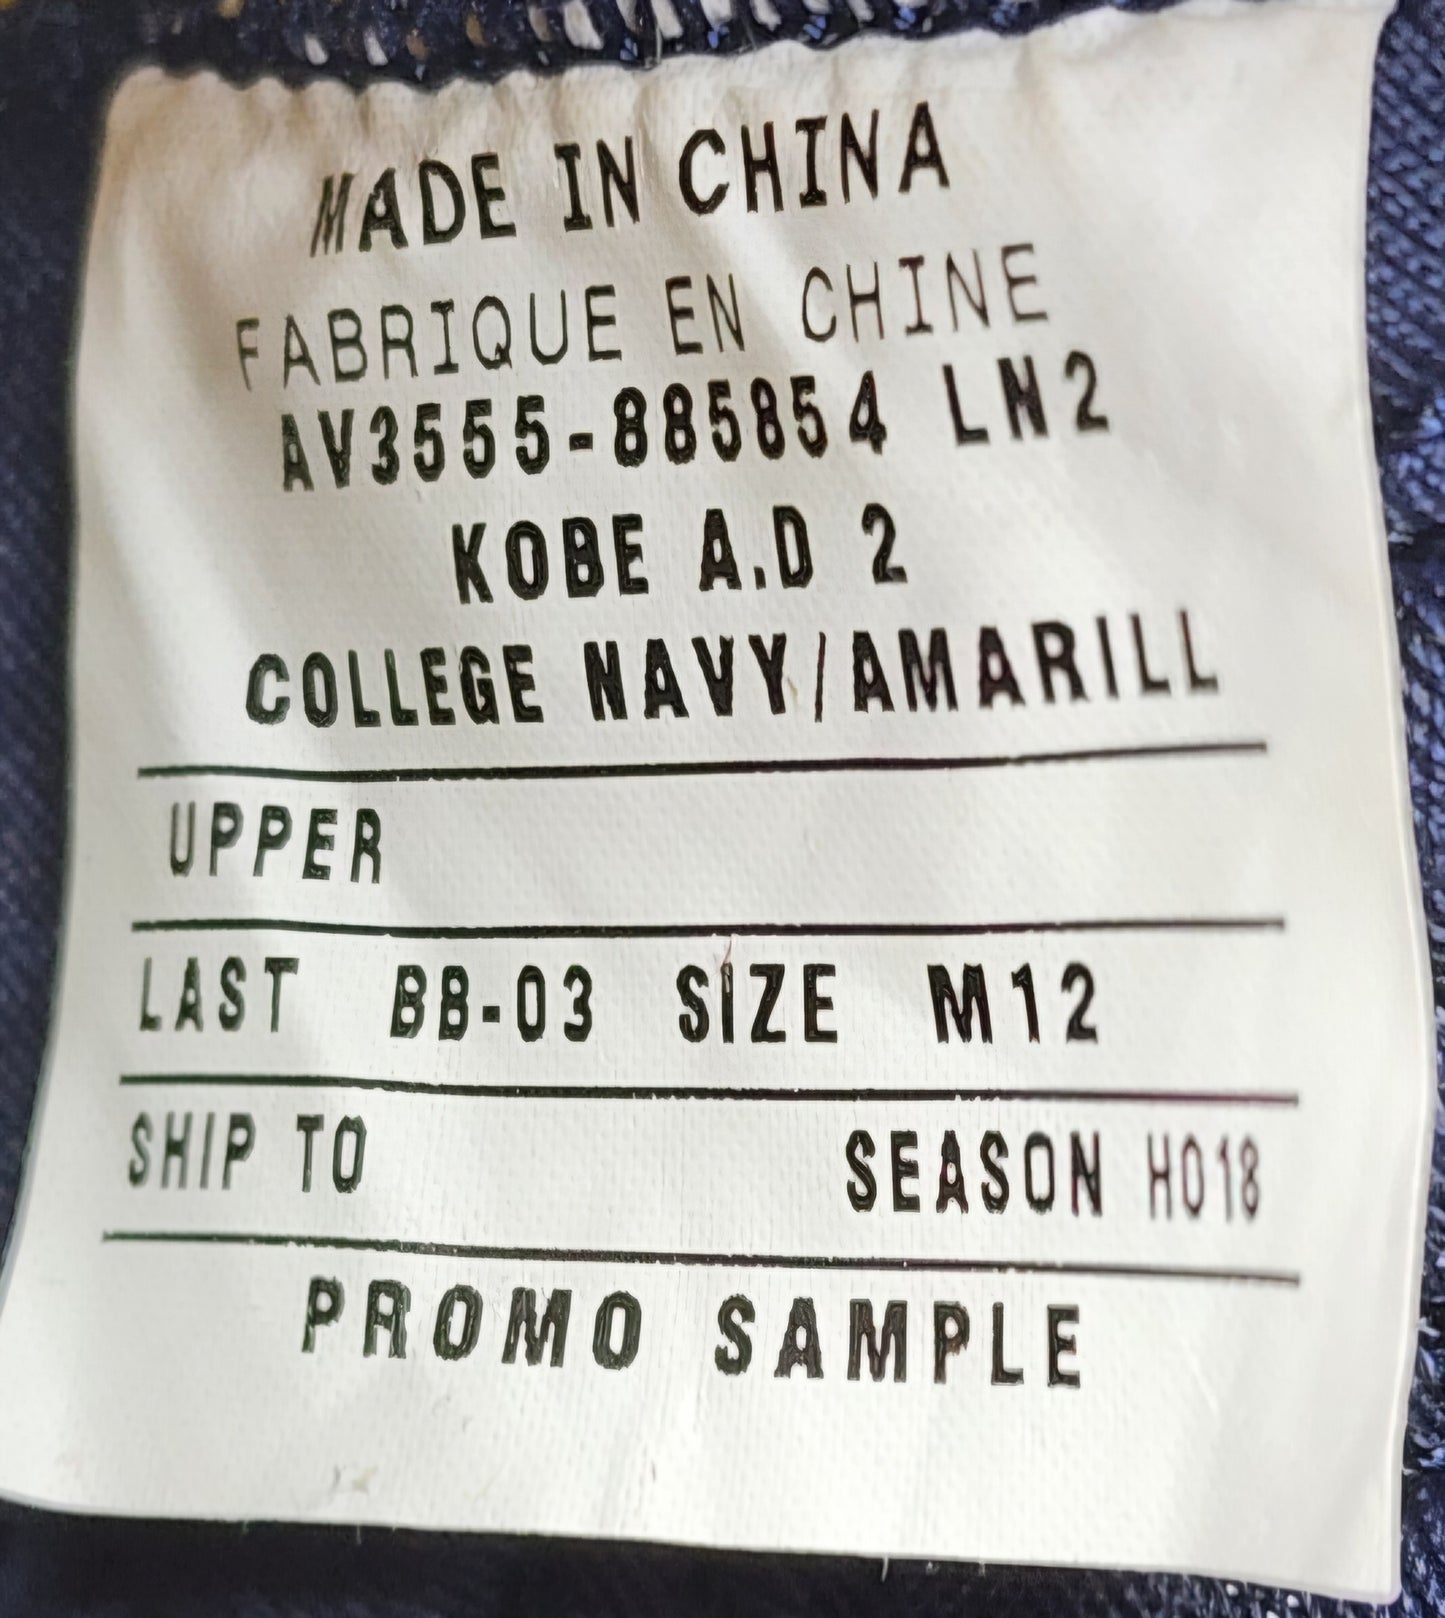 MADE IN CHINA
FABRIQUE EN CHINE
AV3555-885854 LN2
KOBE A.D 2
COLLEGE NAVY/AMARILL
UPPER
LAST BB-03 SIZE M12
SHIP TO SEASON HO18
PROMO SAMPLE